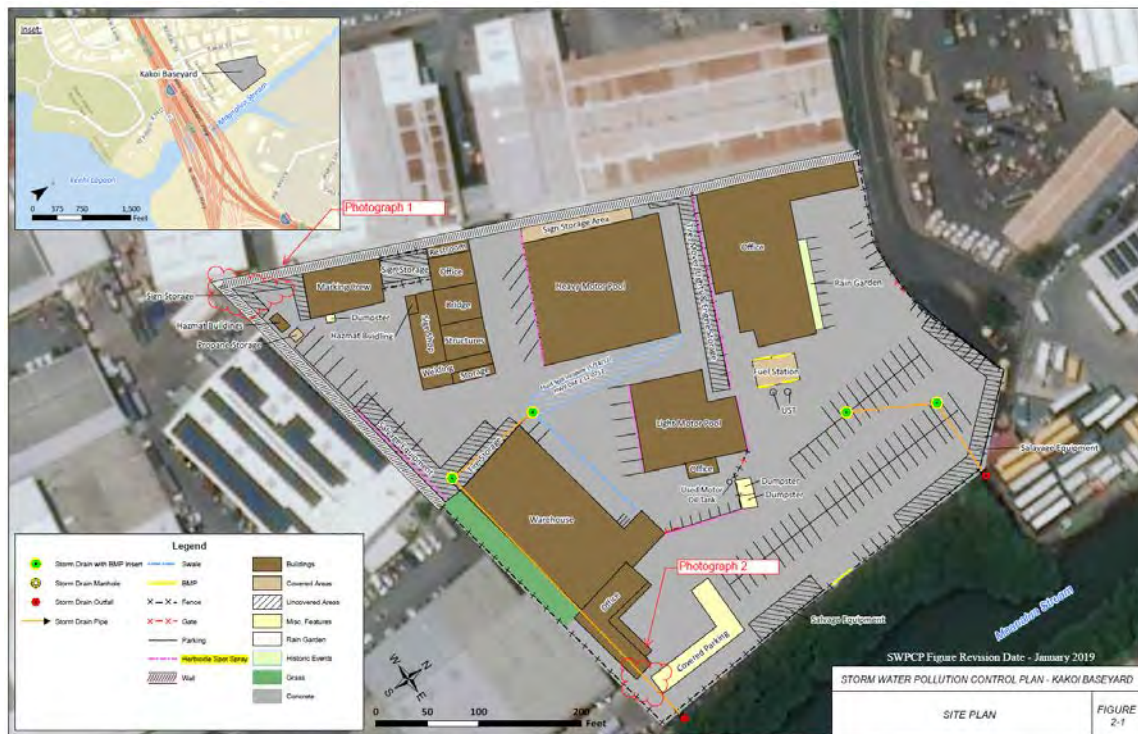 Inset:
Kakoi Baseyard
Moanalua Stream
Keehi Lagoon
0 375 750 1,500
Feet
Photograph 1
Sign Storage Area
Restroom
Sign Storage
Office
Office
Marking Crew
Heavy Motor Pool
Sign Storage
Rain Garden
Bridge
Dumpster
Hazmat Buildings
Hazmat Building
Sign Shop
Propane Storage
Structures
Welding
Storage
Fuel Station
UST
Light Motor Pool
Salavage Equipment
Office
Dumpster
Used Motor
Oil Tank
Dumpster
Warehouse
Photograph 2
Office
Covered Parking
Salvage Equipment
Moanalua Stream
Legend
Storm Drain with BMP Insert
Storm Drain Manhole
Storm Drain Outfall
Storm Drain Pipe
Swale
BMP
Fence
Gate
Parking
Herbicide Spot Spray
Wall
Buildings
Covered Areas
Uncovered Areas
Misc. Features
Rain Garden
Historic Events
Grass
Concrete
N
W
E
S
0 50 100 200
Feet
SWPCP Figure Revision Date - January 2019
STORM WATER POLLUTION CONTROL PLAN - KAKOI BASEYARD
SITE PLAN
FIGURE
2-1